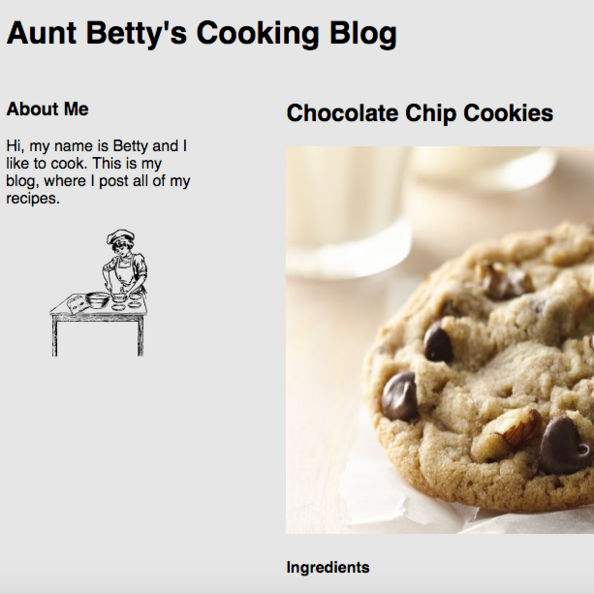 Aunt Betty's Cooking Blog
About Me
Hi, my name is Betty and I
like to cook. This is my
blog, where I post all of my
recipes.
Chocolate Chip Cookies
Ingredients